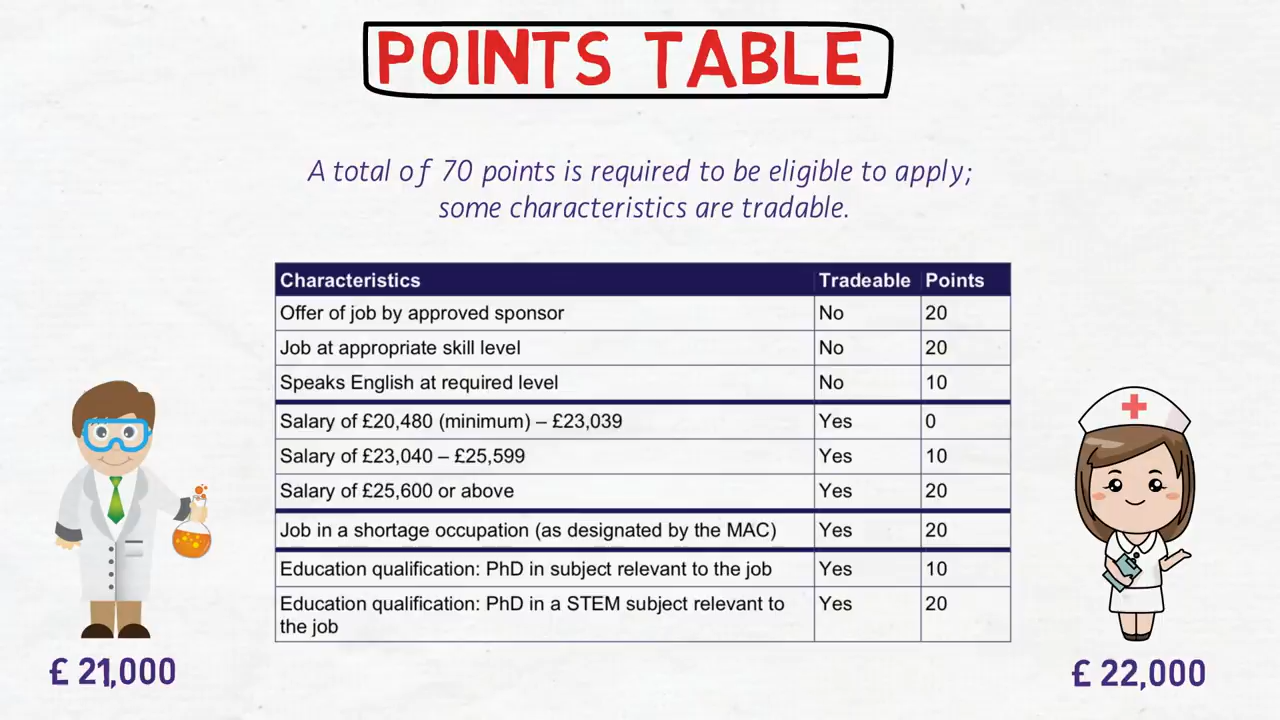 POINTS TABLE
A total of 70 points is required to be eligible to apply;
some characteristics are tradable.
Characteristics Tradeable Points
Offer of job by approved sponsor No 20
Job at appropriate skill level No 20
Speaks English at required level No 10
Salary of £20,480 (minimum) – £23,039 Yes 0
Salary of £23,040 – £25,599 Yes 10
Salary of £25,600 or above Yes 20
Job in a shortage occupation (as designated by the MAC) Yes 20
Education qualification: PhD in subject relevant to the job Yes 10
Education qualification: PhD in a STEM subject relevant to Yes 20
the job
£ 21,000
£ 22,000